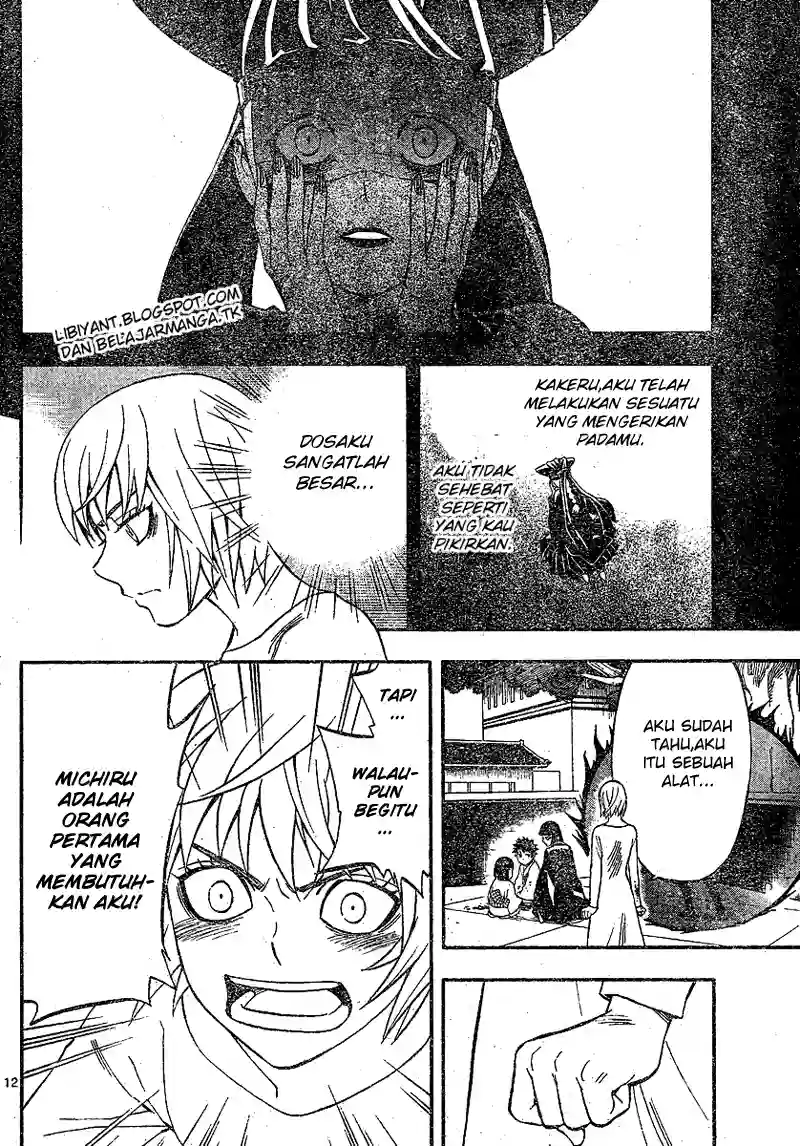 LIBIYANT.BLOGSPOT.COM
DAN BELAJARMANGA.TK
KAKERU,AKU TELAH
MELAKUKAN SESUATU
YANG MENGERIKAN
PADAMU.
AKU TIDAK
SEHEBAT
SEPERTI
YANG KAU
PIKIRKAN.
DOSAKU
SANGATLAH
BESAR...
AKU SUDAH
TAHU,AKU
ITU SEBUAH
ALAT...
TAPI
...
WALAU-
PUN
BEGITU
...
MICHIRU
ADALAH
ORANG
PERTAMA
YANG
MEMBUTUH-
KAN AKU!
12